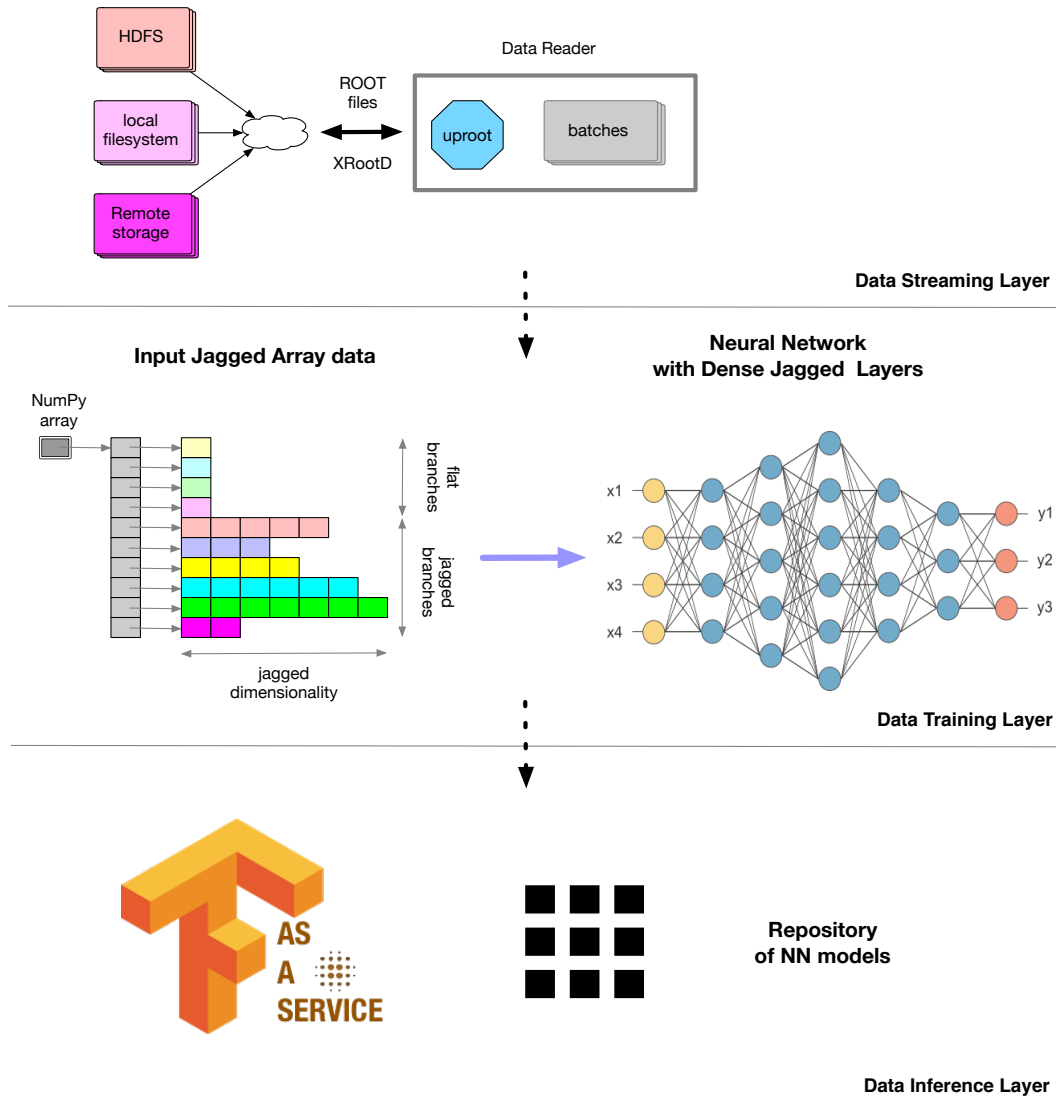 HDFS
local
filesystem
Remote
storage
ROOT
files
XRootD
Data Reader
uproot
batches
Data Streaming Layer
Input Jagged Array data
Neural Network
with Dense Jagged Layers
NumPy
array
flat
branches
jagged
branches
jagged
dimensionality
x1
x2
x3
x4
y1
y2
y3
Data Training Layer
AS
A
SERVICE
Repository
of NN models
Data Inference Layer